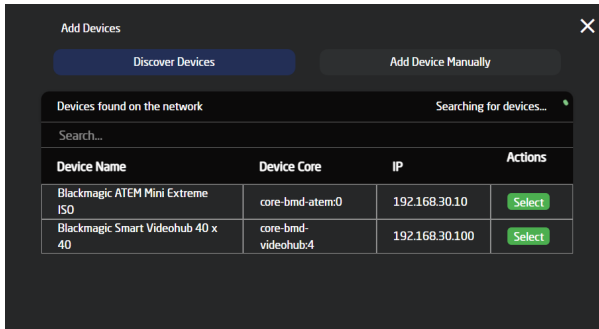 Add Devices
Discover Devices
Add Device Manually
Devices found on the network
Searching for devices...
Search...
Device Name
Device Core
IP
Actions
Blackmagic ATEM Mini Extreme
ISO
core-bmd-atem:0
192.168.30.10
Select
Blackmagic Smart Videohub 40 x
40
core-bmd-
videohub:4
192.168.30.100
Select